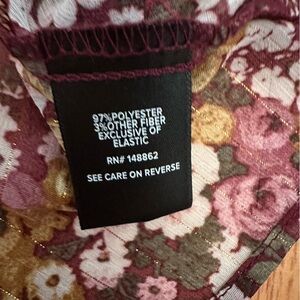 97%POLYESTER
3%OTHER FIBER
EXCLUSIVE OF
ELASTIC
RN# 148862
SEE CARE ON REVERSE